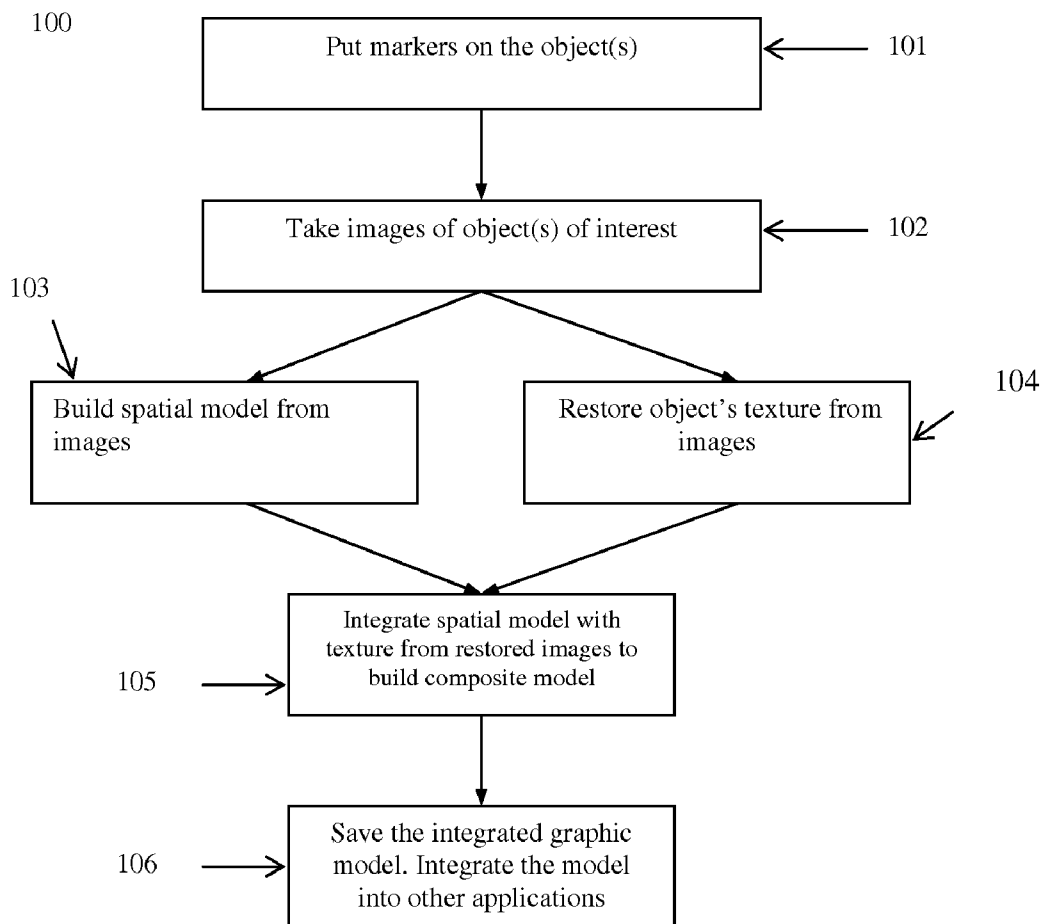 100
Put markers on the object(s)
101
Take images of object(s) of interest
102
103
Build spatial model from
images
Restore object's texture from
images
104
Integrate spatial model with
texture from restored images to
build composite model
105
Save the integrated graphic
model. Integrate the model
into other applications
106